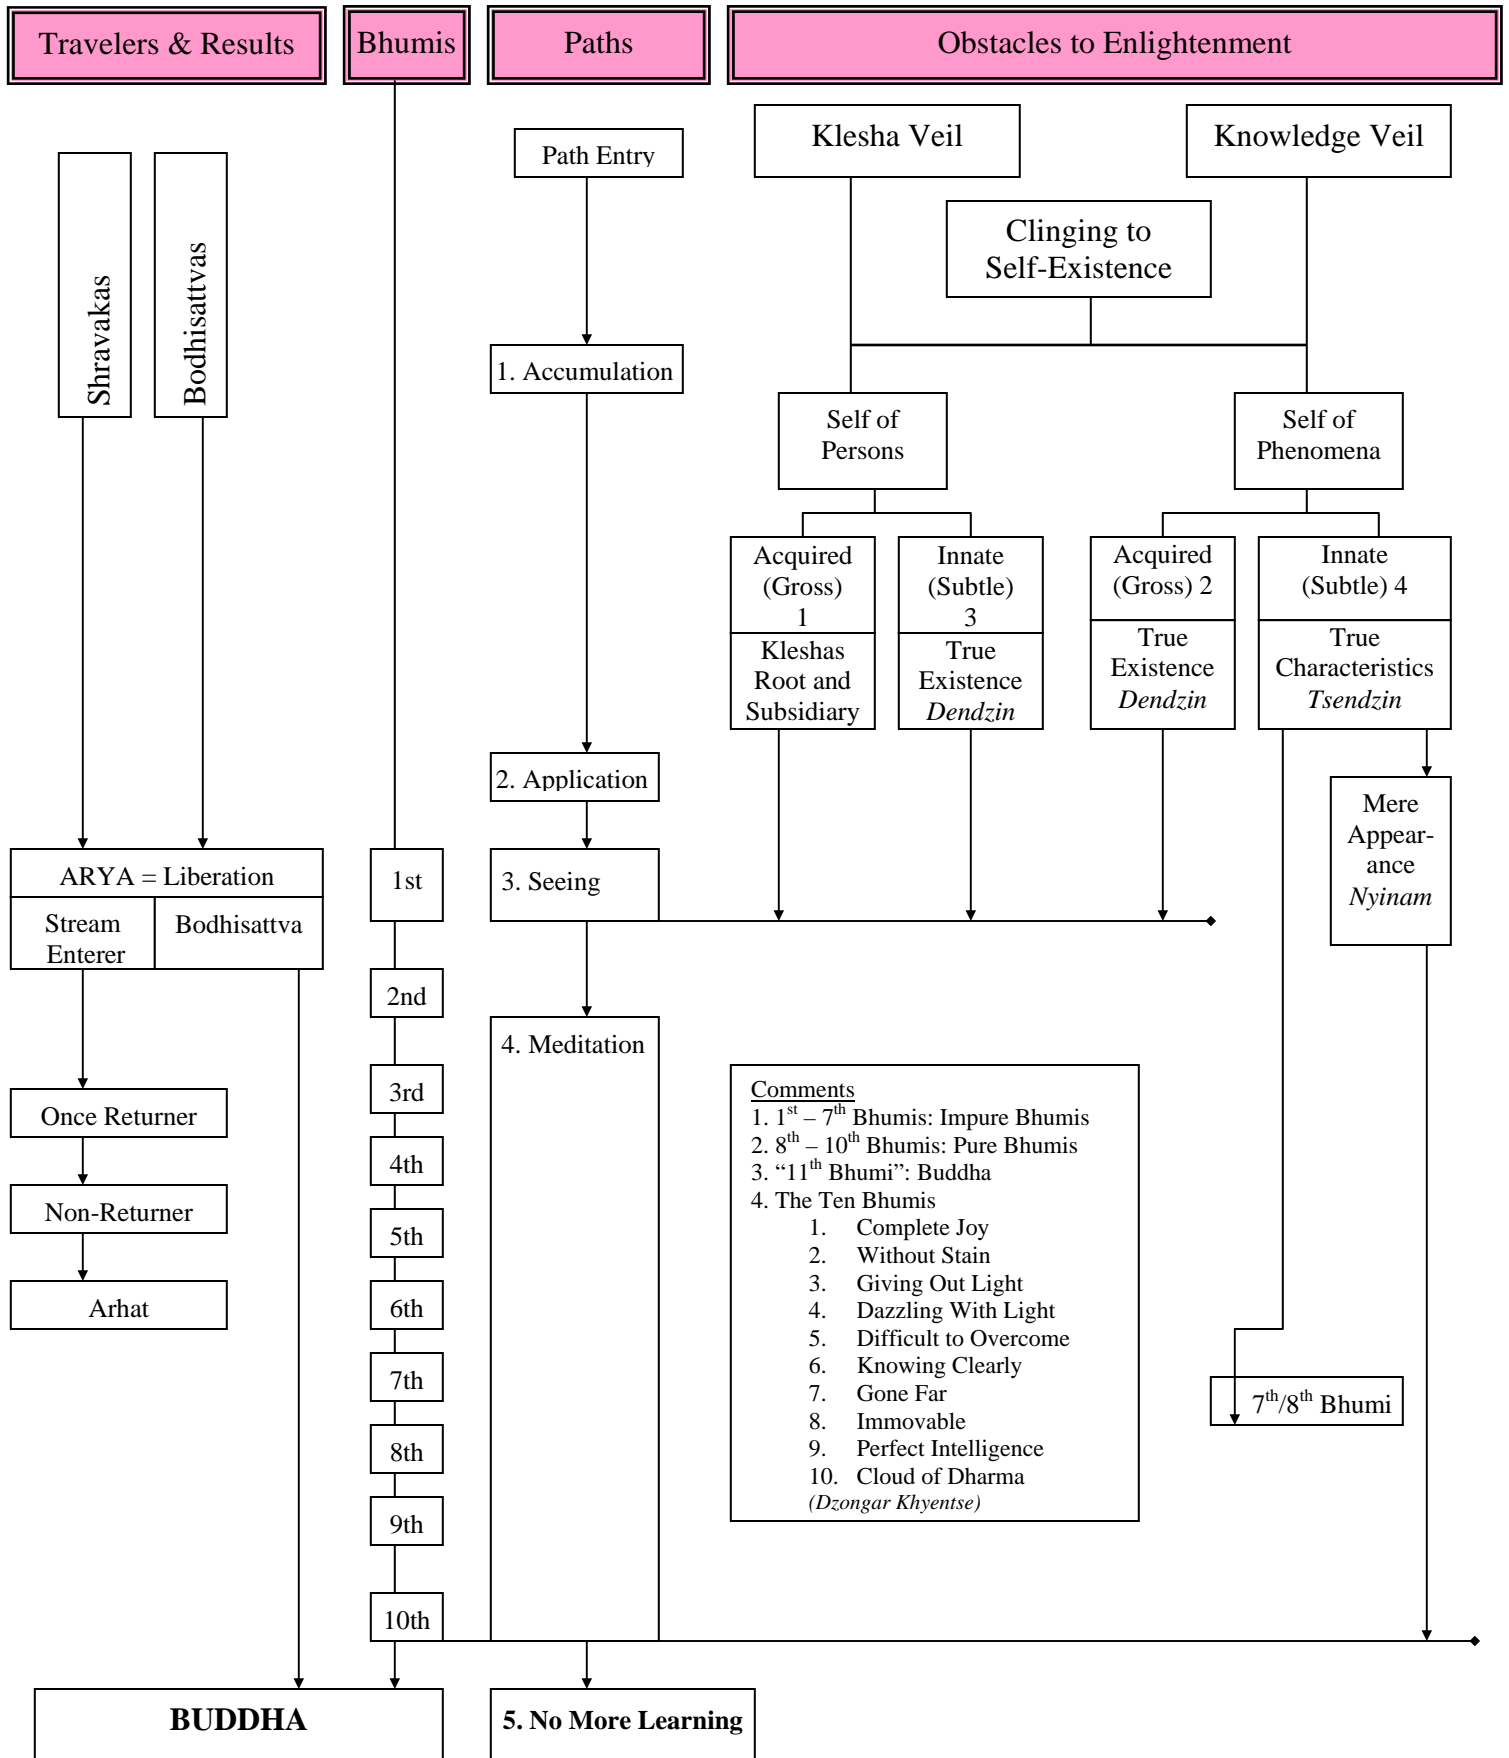 Travelers & Results
Bhumis
Paths
Obstacles to Enlightenment
Shravakas
Bodhisattvas
Path Entry
Klesha Veil
Knowledge Veil
Clinging to
Self-Existence
1. Accumulation
Self of
Persons
Self of
Phenomena
Acquired
(Gross)
1
Kleshas
Root and
Subsidiary
Innate
(Subtle)
3
True
Existence
Dendzin
Acquired
(Gross) 2
True
Existence
Dendzin
Innate
(Subtle) 4
True
Characteristics
Tsendzin
2. Application
Mere
Appear-
ance
Nyinam
ARYA = Liberation
Stream
Enterer
Bodhisattva
1st
3. Seeing
2nd
4. Meditation
3rd
Once Returner
4th
Non-Returner
5th
Arhat
6th
7th
8th
9th
10th
Comments
1. 1st – 7th Bhumis: Impure Bhumis
2. 8th – 10th Bhumis: Pure Bhumis
3. “11th Bhumi”: Buddha
4. The Ten Bhumis
1. Complete Joy
2. Without Stain
3. Giving Out Light
4. Dazzling With Light
5. Difficult to Overcome
6. Knowing Clearly
7. Gone Far
8. Immovable
9. Perfect Intelligence
10. Cloud of Dharma
(Dzongar Khyentse)
7th/8th Bhumi
BUDDHA
5. No More Learning